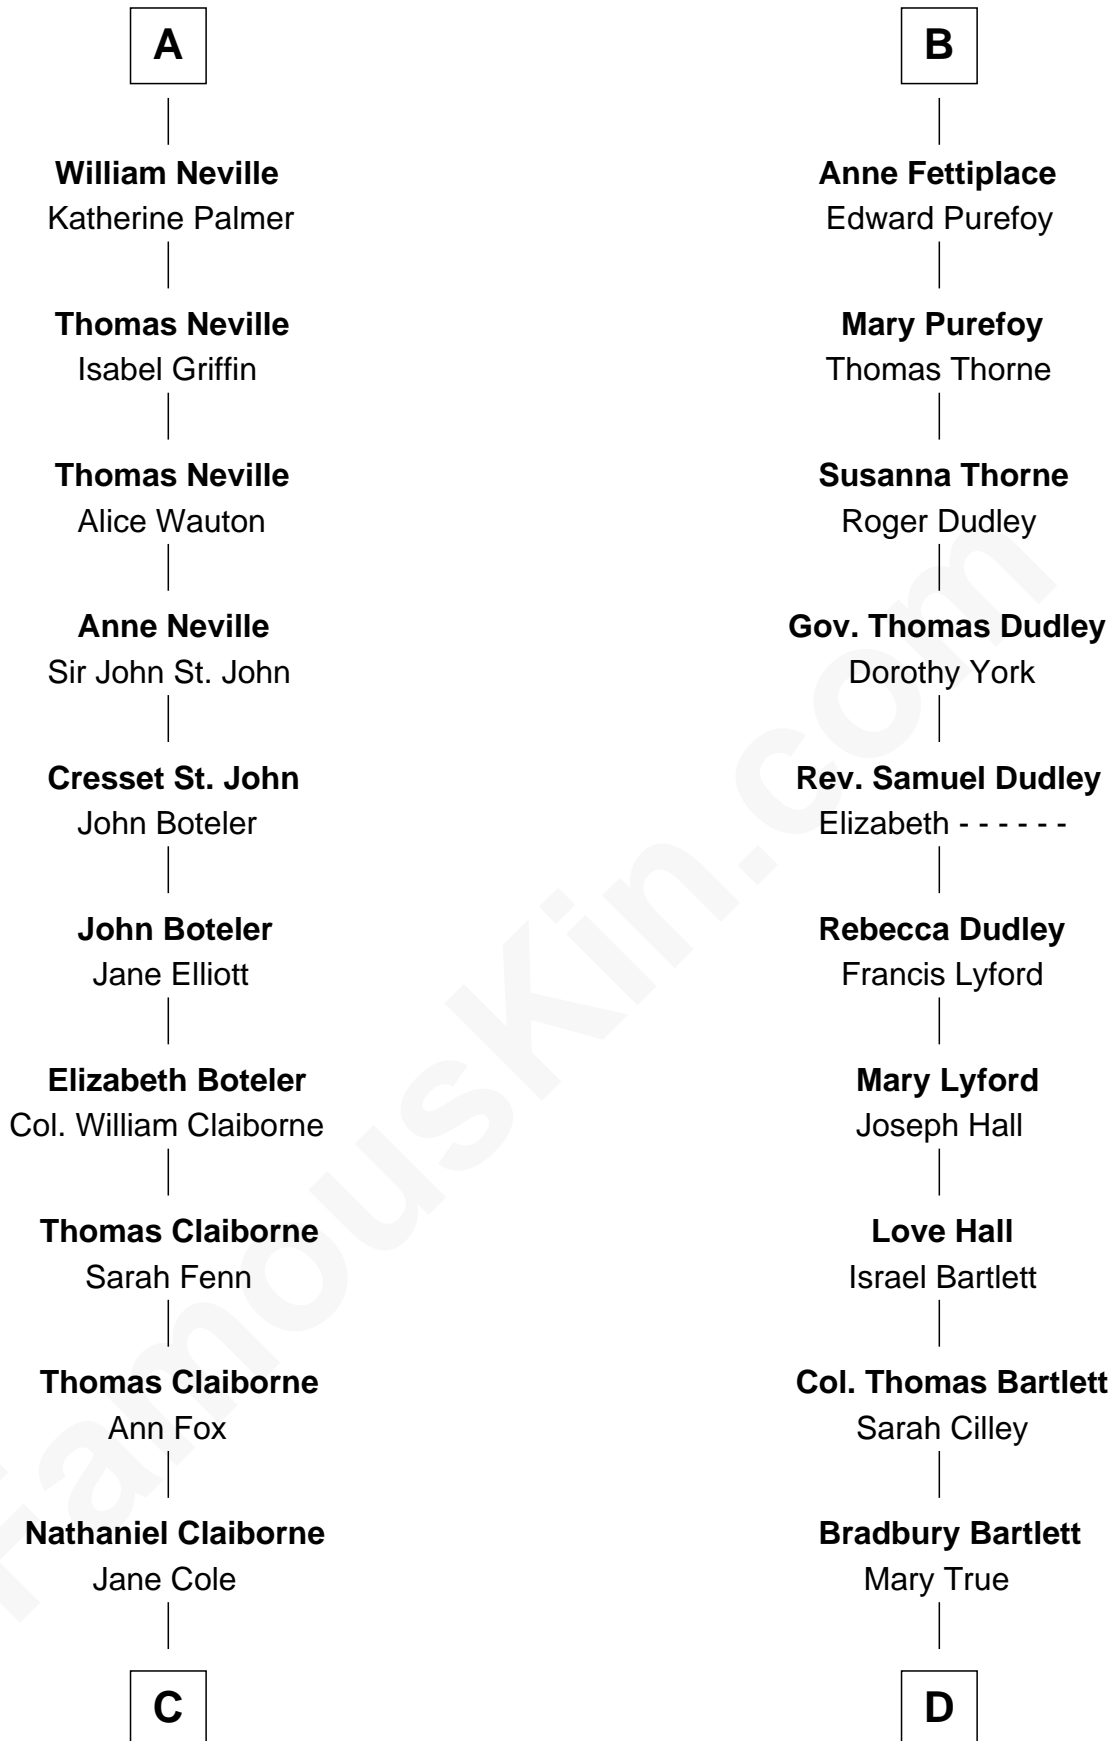 A
William Neville
Katherine Palmer
Thomas Neville
Isabel Griffin
Thomas Neville
Alice Wauton
Anne Neville
Sir John St. John
Cresset St. John
John Boteler
John Boteler
Jane Elliott
Elizabeth Boteler
Col. William Claiborne
Thomas Claiborne
Sarah Fenn
Thomas Claiborne
Ann Fox
Nathaniel Claiborne
Jane Cole
C
B
Anne Fettiplace
Edward Purefoy
Mary Purefoy
Thomas Thorne
Susanna Thorne
Roger Dudley
Gov. Thomas Dudley
Dorothy York
Rev. Samuel Dudley
Elizabeth - - - - - -
Rebecca Dudley
Francis Lyford
Mary Lyford
Joseph Hall
Love Hall
Israel Bartlett
Col. Thomas Bartlett
Sarah Cilley
Bradbury Bartlett
Mary True
D
FamousKin.com